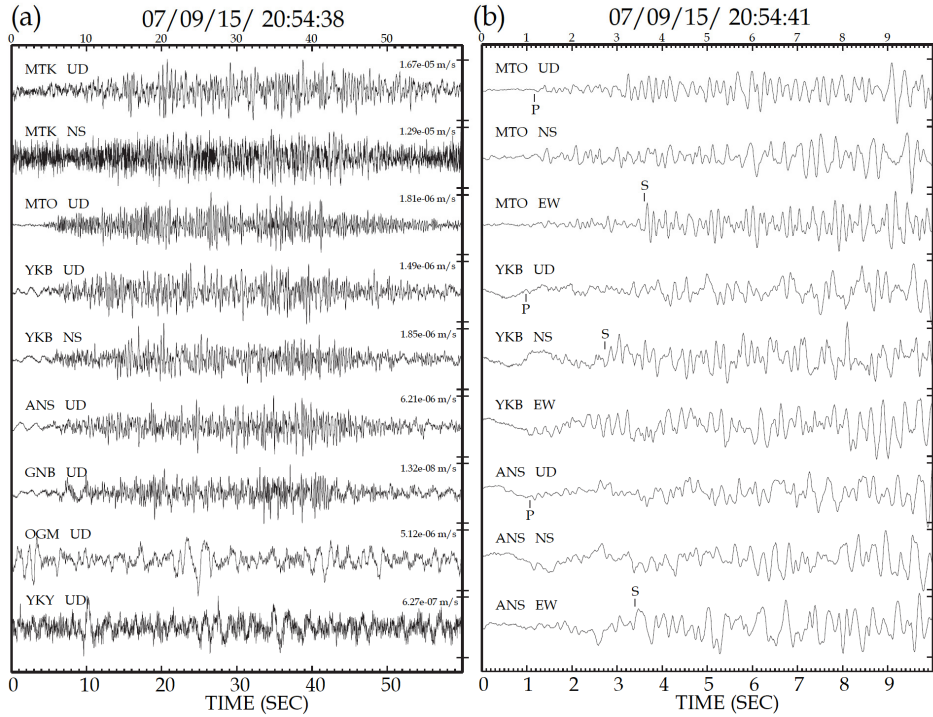 (a) 07/09/15/ 20:54:38
0 10 20 30 40 50
MTK UD 1.67e-05 m/s
MTK NS 1.29e-05 m/s
MTO UD 1.81e-06 m/s
YKB UD 1.49e-06 m/s
YKB NS 1.85e-06 m/s
ANS UD 6.21e-06 m/s
GNB UD 1.32e-08 m/s
OGM UD 5.12e-06 m/s
YKY UD 6.27e-07 m/s
0 10 20 30 40 50
TIME (SEC)
(b) 07/09/15/ 20:54:41
0 1 2 3 4 5 6 7 8 9
MTO UD
P
MTO NS
S
MTO EW
YKB UD
P
YKB NS S
YKB EW
ANS UD
P
ANS NS
S
ANS EW
0 1 2 3 4 5 6 7 8 9
TIME (SEC)